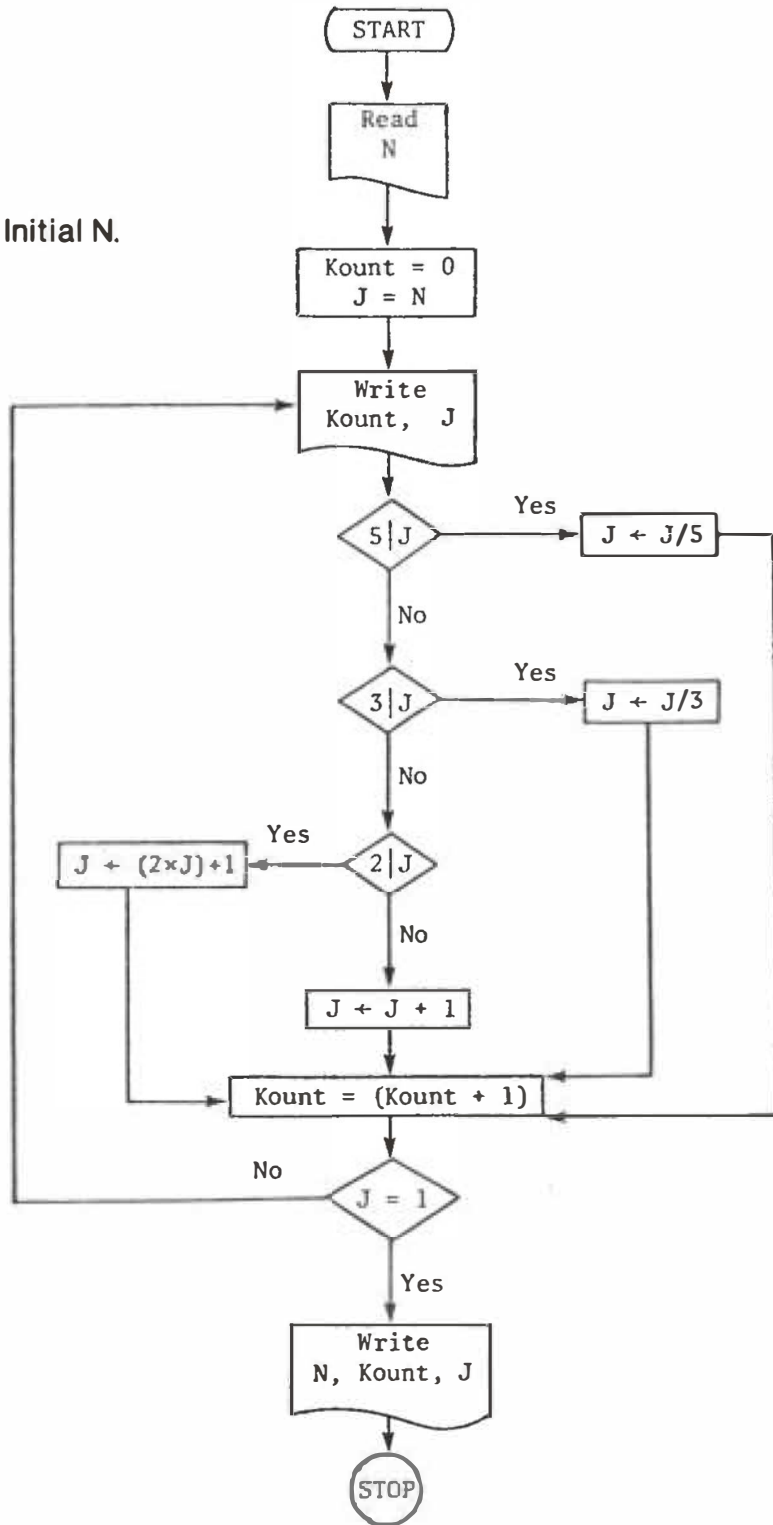 START
Read
N
Initial N.
Kount = 0
J = N
Write
Kount, J
5|J
Yes
J ← J/5
No
3|J
Yes
J ← J/3
No
2|J
Yes
J ← (2×J)+1
No
J ← J + 1
Kount = (Kount + 1)
No
J = 1
Yes
Write
N, Kount, J
STOP